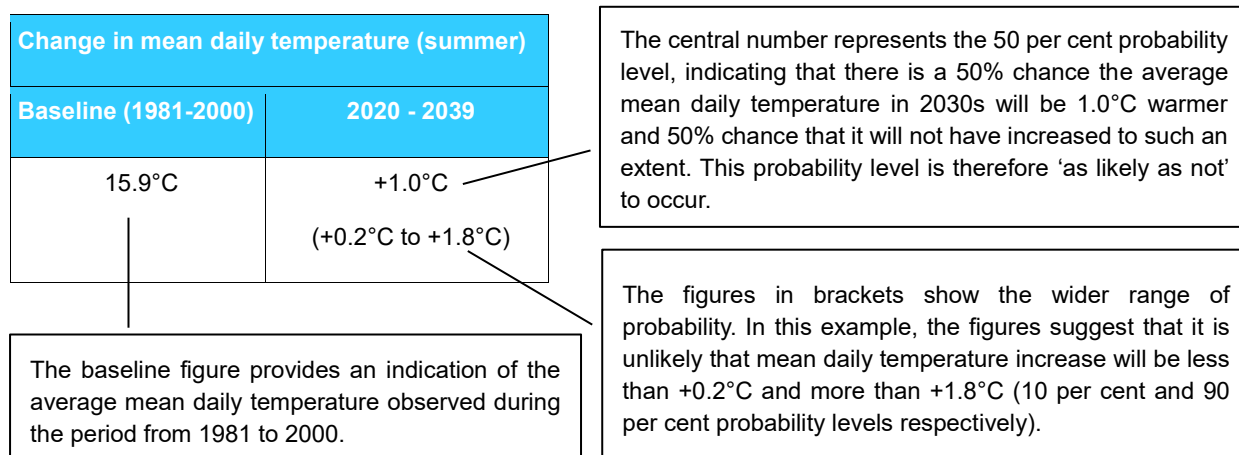 Change in mean daily temperature (summer)
Baseline (1981-2000) 2020 - 2039
15.9°C +1.0°C
(+0.2°C to +1.8°C)
The central number represents the 50 per cent probability
level, indicating that there is a 50% chance the average
mean daily temperature in 2030s will be 1.0°C warmer
and 50% chance that it will not have increased to such an
extent. This probability level is therefore ‘as likely as not’
to occur.
The figures in brackets show the wider range of
probability. In this example, the figures suggest that it is
unlikely that mean daily temperature increase will be less
than +0.2°C and more than +1.8°C (10 per cent and 90
per cent probability levels respectively).
The baseline figure provides an indication of the
average mean daily temperature observed during
the period from 1981 to 2000.